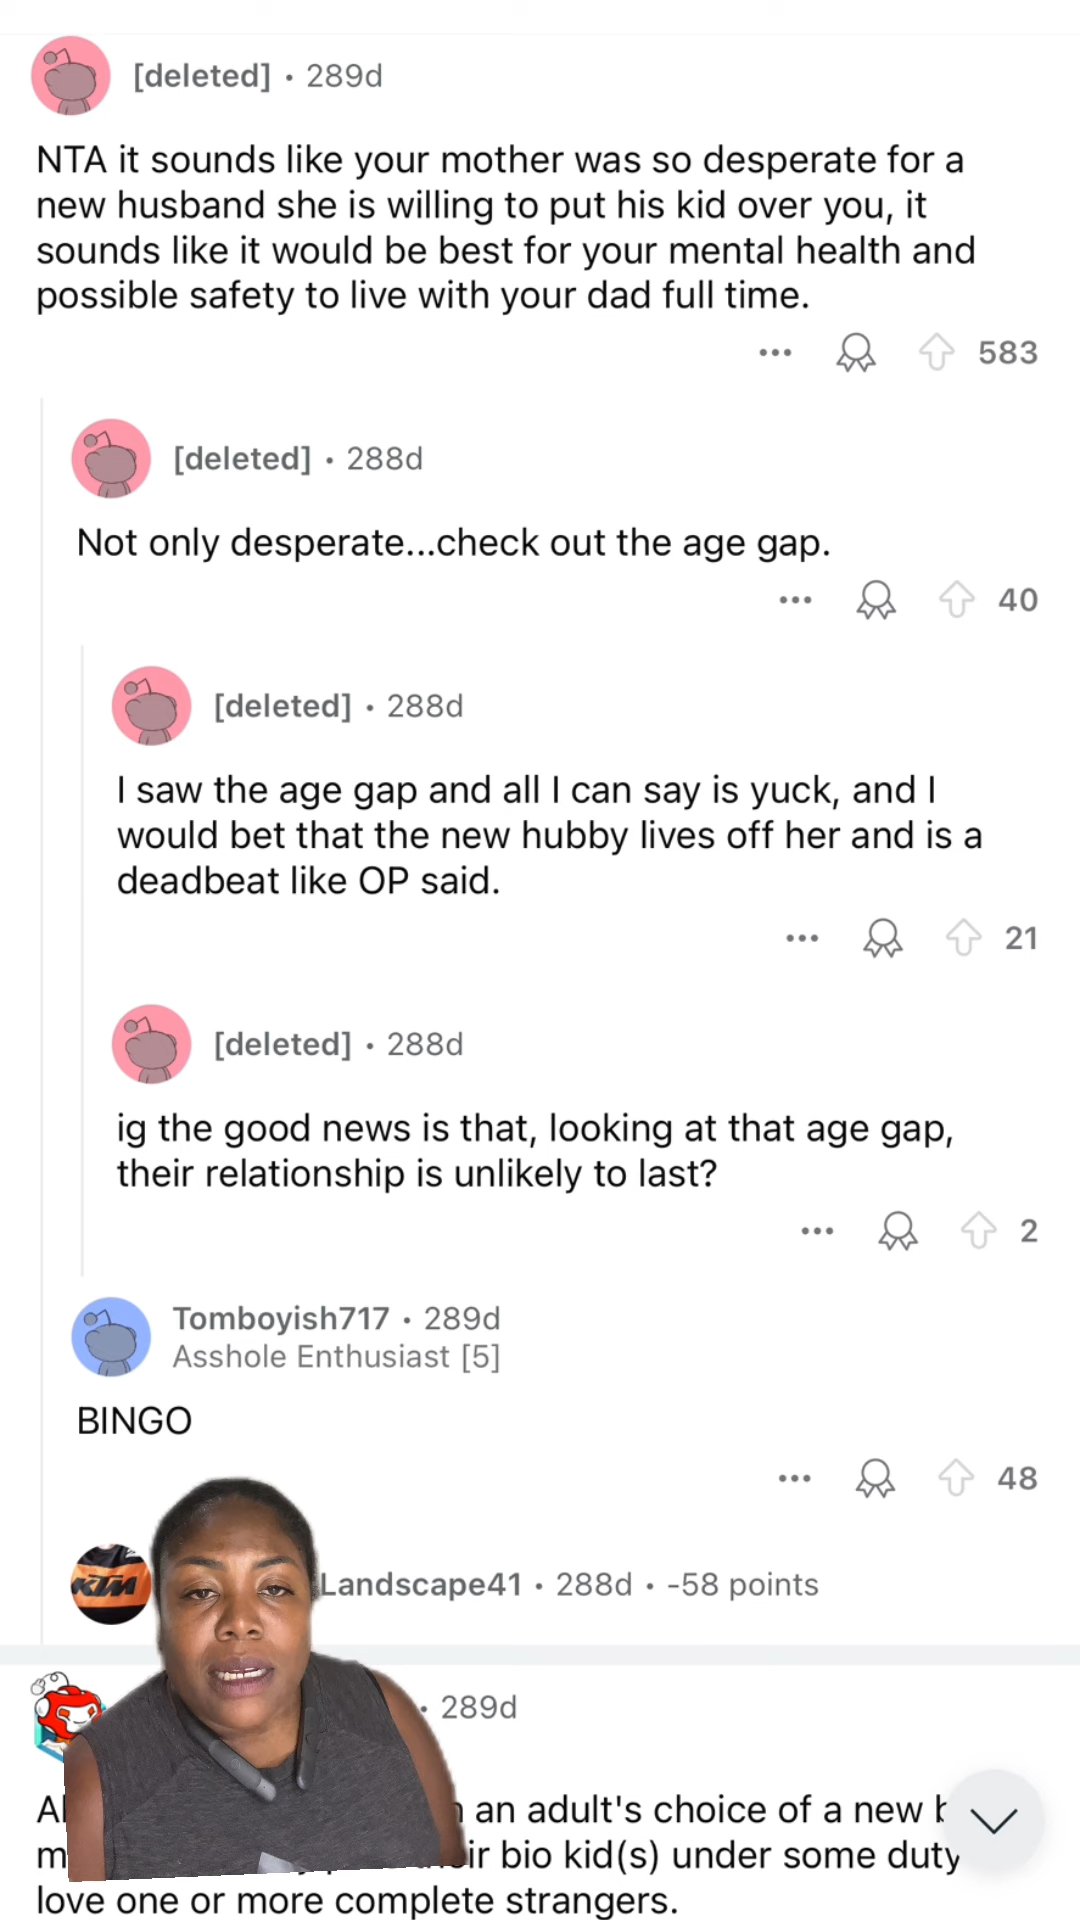 [deleted] • 289d
NTA it sounds like your mother was so desperate for a
new husband she is willing to put his kid over you, it
sounds like it would be best for your mental health and
possible safety to live with your dad full time.
583
[deleted] • 288d
Not only desperate...check out the age gap.
40
[deleted] • 288d
I saw the age gap and all I can say is yuck, and I
would bet that the new hubby lives off her and is a
deadbeat like OP said.
21
[deleted] • 288d
ig the good news is that, looking at that age gap,
their relationship is unlikely to last?
2
Tomboyish717 • 289d
Asshole Enthusiast [5]
BINGO
48
KTM
Landscape41 • 288d • -58 points
• 289d
an adult's choice of a new
bio kid(s) under some duty
love one or more complete strangers.